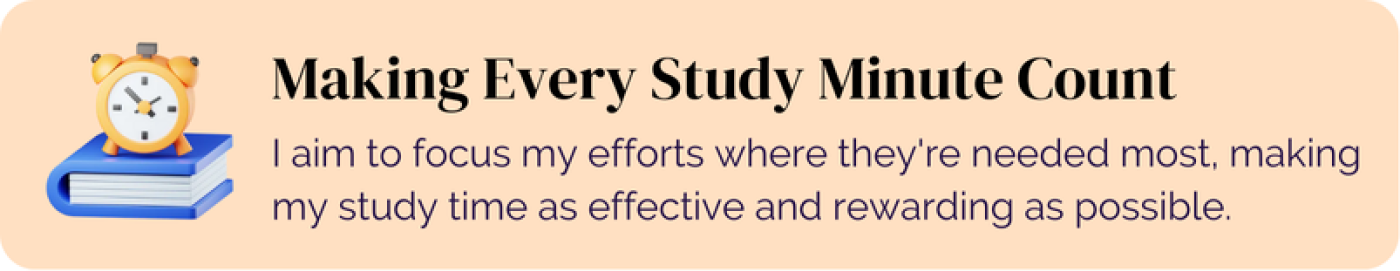 Making Every Study Minute Count
I aim to focus my efforts where they're needed most, making
my study time as effective and rewarding as possible.